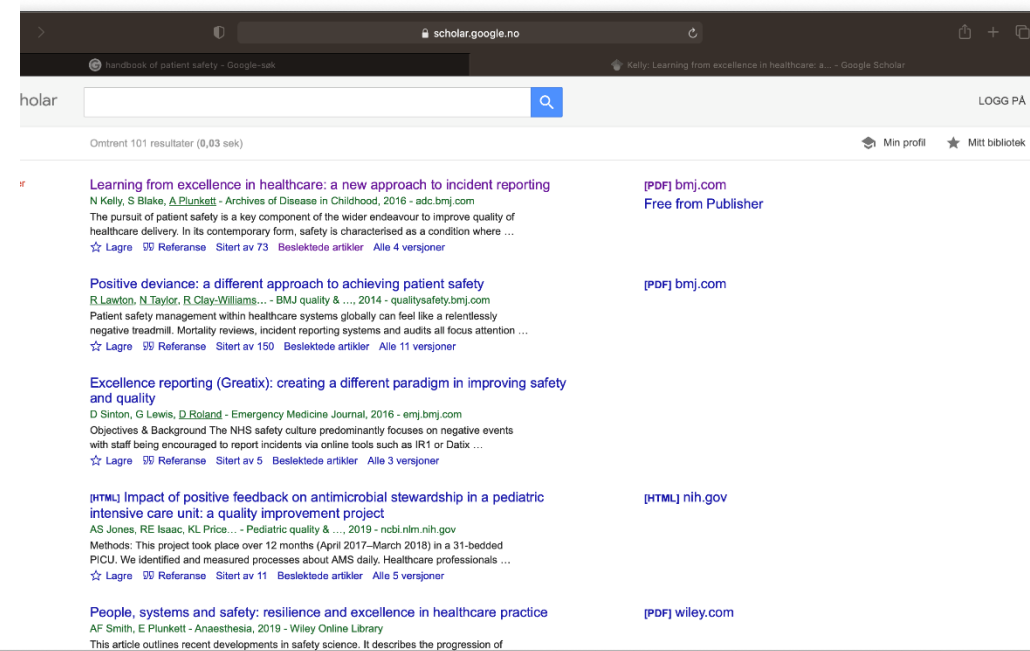 scholar.google.no
handbook of patient safety – Google-søk
Kelly: Learning from excellence in healthcare: a... - Google Scholar
holar
LOGG PÅ
Omtrent 101 resultater (0,03 sek)
Min profil
Mitt bibliotek
er
Learning from excellence in healthcare: a new approach to incident reporting
[PDF] bmj.com
N Kelly, S Blake, A Plunkett - Archives of Disease in Childhood, 2016 - adc.bmj.com
Free from Publisher
The pursuit of patient safety is a key component of the wider endeavour to improve quality of
healthcare delivery. In its contemporary form, safety is characterised as a condition where …
Lagre Referanse Sitert av 73 Beslektede artikler Alle 4 versjoner
Positive deviance: a different approach to achieving patient safety
[PDF] bmj.com
R Lawton, N Taylor, R Clay-Williams… - BMJ quality & …, 2014 - qualitysafety.bmj.com
Patient safety management within healthcare systems globally can feel like a relentlessly
negative treadmill. Mortality reviews, incident reporting systems and audits all focus attention …
Lagre Referanse Sitert av 150 Beslektede artikler Alle 11 versjoner
Excellence reporting (Greatix): creating a different paradigm in improving safety
and quality
D Sinton, G Lewis, D Roland - Emergency Medicine Journal, 2016 - emj.bmj.com
Objectives & Background The NHS safety culture predominantly focuses on negative events
with staff being encouraged to report incidents via online tools such as IR1 or Datix …
Lagre Referanse Sitert av 5 Beslektede artikler Alle 3 versjoner
[HTML] Impact of positive feedback on antimicrobial stewardship in a pediatric
[HTML] nih.gov
intensive care unit: a quality improvement project
AS Jones, RE Isaac, KL Price… - Pediatric quality & …, 2019 - ncbi.nlm.nih.gov
Methods: This project took place over 12 months (April 2017–March 2018) in a 31-bedded
PICU. We identified and measured processes about AMS daily. Healthcare professionals …
Lagre Referanse Sitert av 11 Beslektede artikler Alle 5 versjoner
People, systems and safety: resilience and excellence in healthcare practice
[PDF] wiley.com
AF Smith, E Plunkett - Anaesthesia, 2019 - Wiley Online Library
This article outlines recent developments in safety science. It describes the progression of